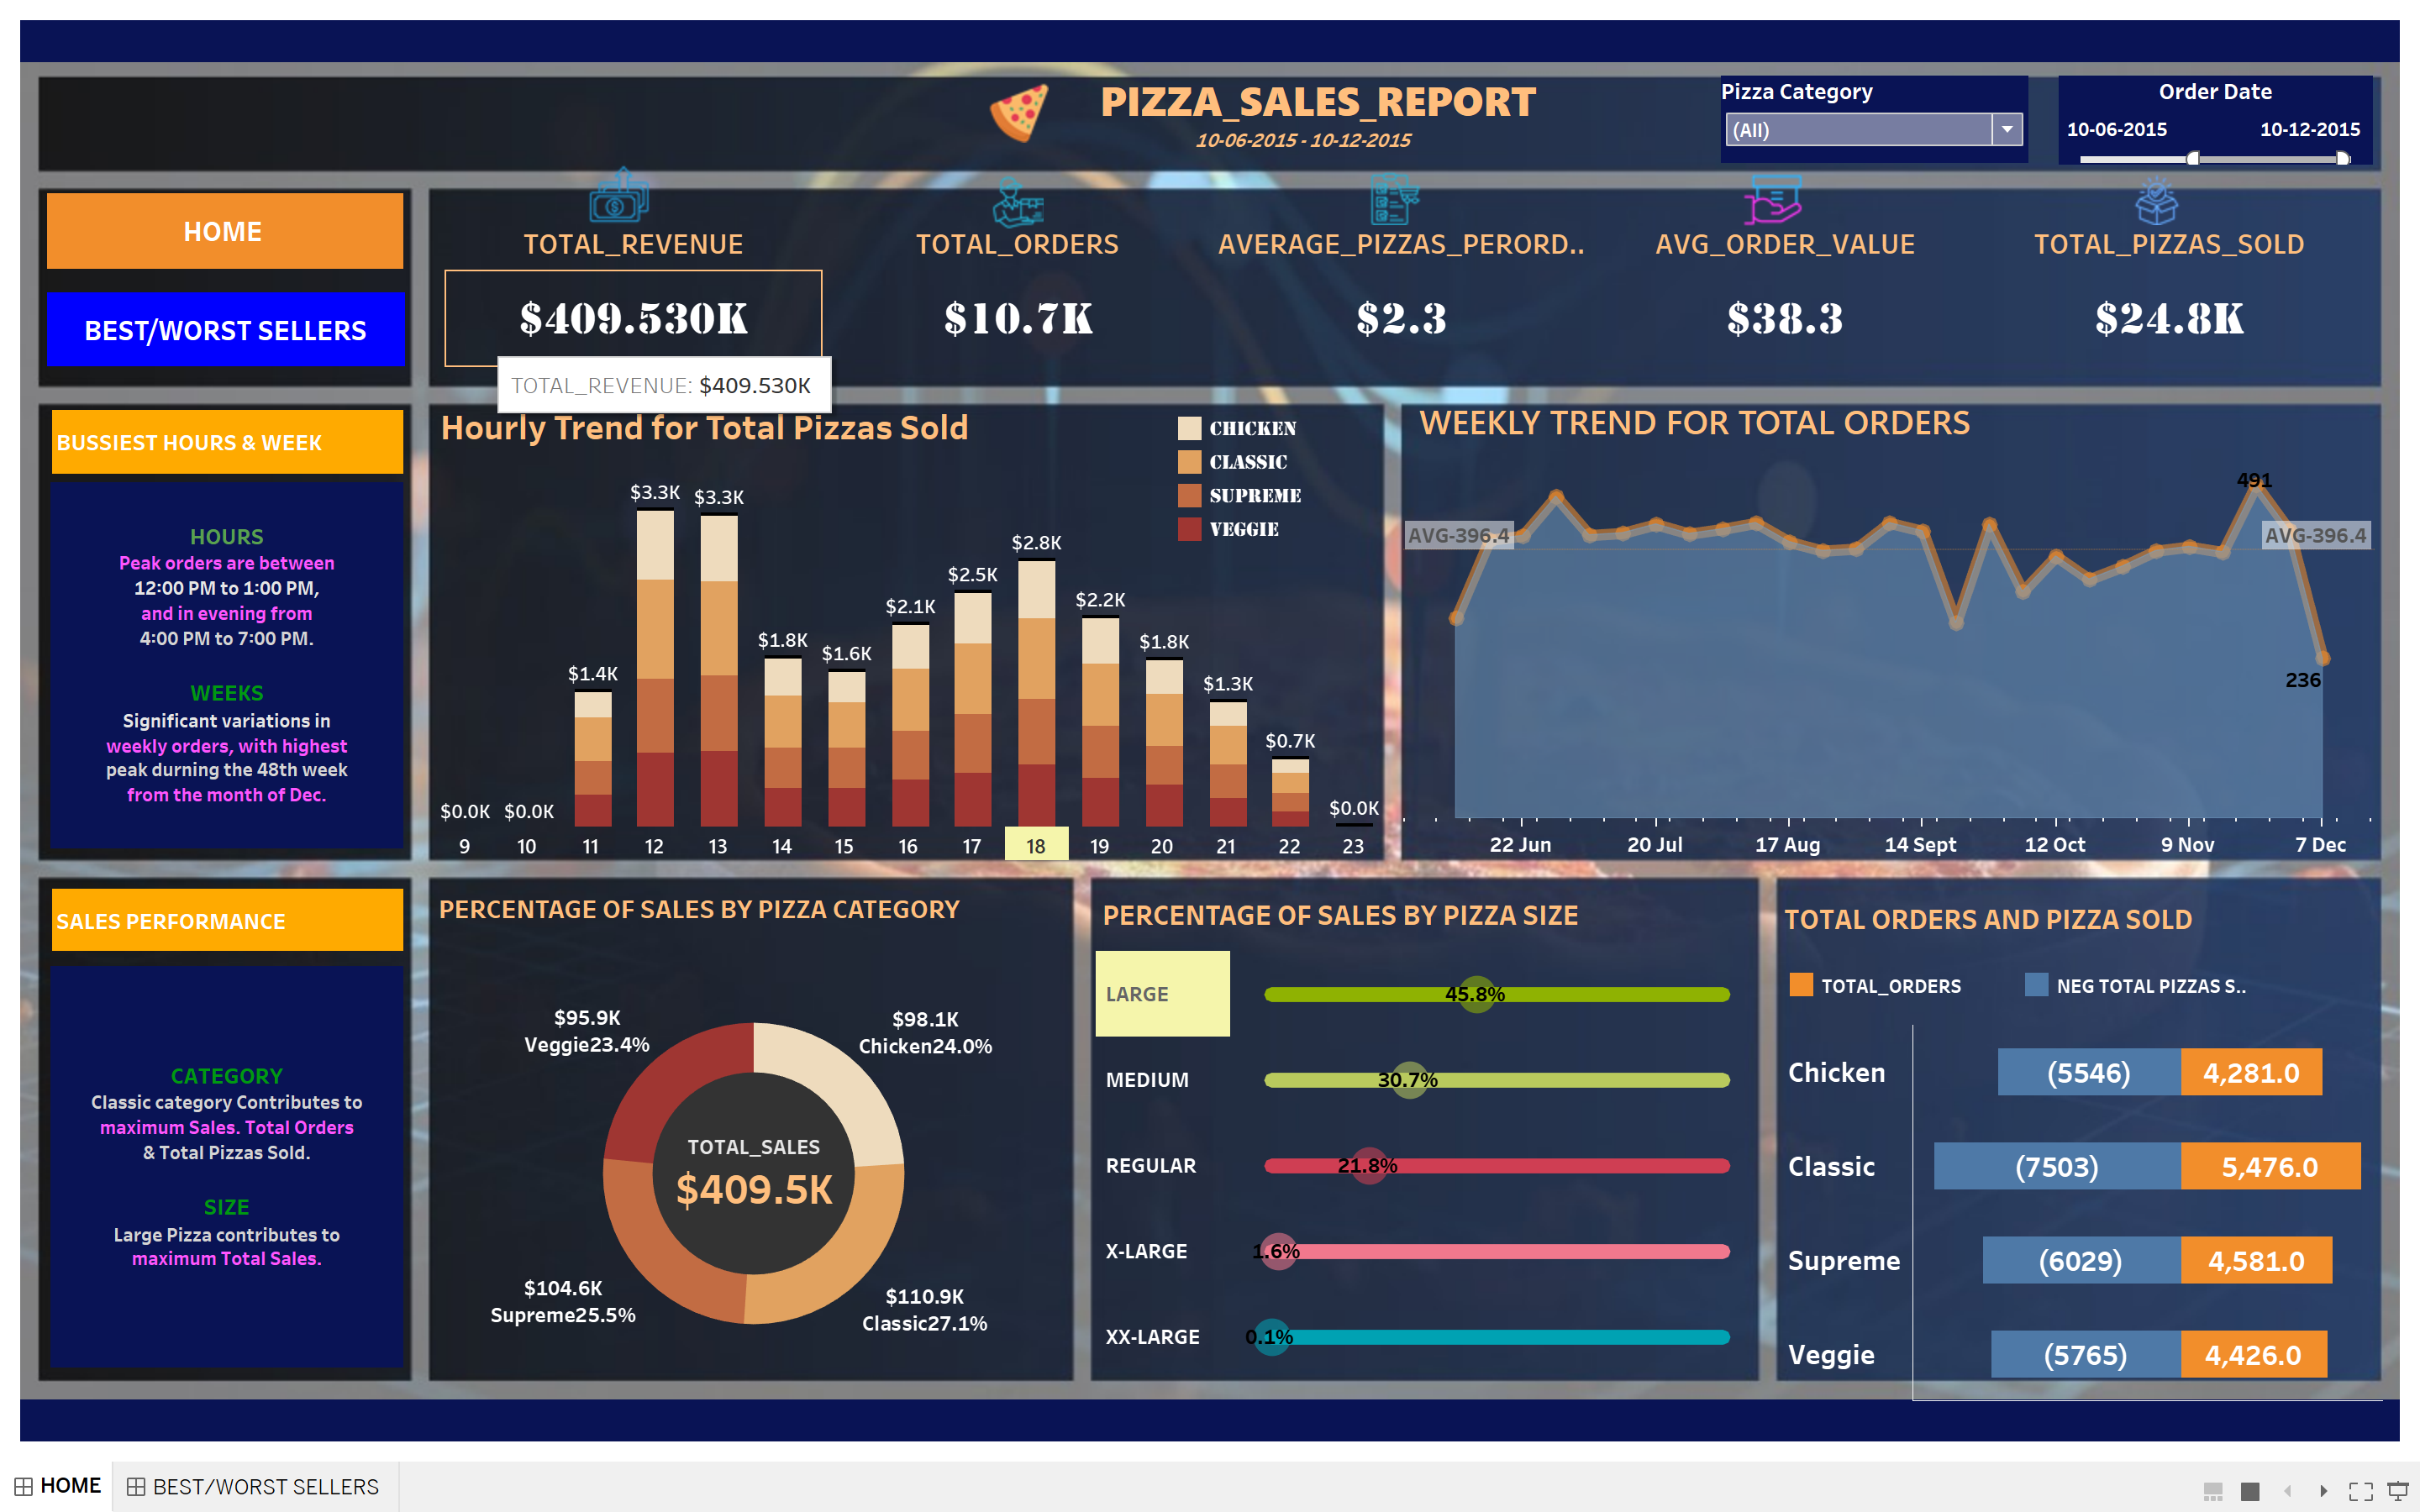 PIZZA_SALES_REPORT
10-06-2015 - 10-12-2015
Pizza Category
(All)
Order Date
10-06-2015 10-12-2015
HOME
BEST/WORST SELLERS
TOTAL_REVENUE
$409.530K
TOTAL_ORDERS
$10.7K
AVERAGE_PIZZAS_PERORD..
$2.3
AVG_ORDER_VALUE
$38.3
TOTAL_PIZZAS_SOLD
$24.8K
TOTAL_REVENUE: $409.530K
BUSSIEST HOURS & WEEK
HOURS
Peak orders are between
12:00 PM to 1:00 PM,
and in evening from
4:00 PM to 7:00 PM.
WEEKS
Significant variations in
weekly orders, with highest
peak durning the 48th week
from the month of Dec.
Hourly Trend for Total Pizzas Sold
CHICKEN
CLASSIC
SUPREME
VEGGIE
$0.0K $0.0K $1.4K $3.3K $3.3K $1.8K $1.6K $2.1K $2.5K $2.8K $2.2K $1.8K $1.3K $0.7K $0.0K
9 10 11 12 13 14 15 16 17 18 19 20 21 22 23
WEEKLY TREND FOR TOTAL ORDERS
491
AVG-396.4 AVG-396.4
236
22 Jun 20 Jul 17 Aug 14 Sept 12 Oct 9 Nov 7 Dec
SALES PERFORMANCE
CATEGORY
Classic category Contributes to
maximum Sales. Total Orders
& Total Pizzas Sold.
SIZE
Large Pizza contributes to
maximum Total Sales.
PERCENTAGE OF SALES BY PIZZA CATEGORY
$95.9K
Veggie23.4%
$98.1K
Chicken24.0%
TOTAL_SALES
$409.5K
$104.6K
Supreme25.5%
$110.9K
Classic27.1%
PERCENTAGE OF SALES BY PIZZA SIZE
LARGE 45.8%
MEDIUM 30.7%
REGULAR 21.8%
X-LARGE 1.6%
XX-LARGE 0.1%
TOTAL ORDERS AND PIZZA SOLD
TOTAL_ORDERS NEG TOTAL PIZZAS S..
Chicken (5546) 4,281.0
Classic (7503) 5,476.0
Supreme (6029) 4,581.0
Veggie (5765) 4,426.0
HOME BEST/WORST SELLERS